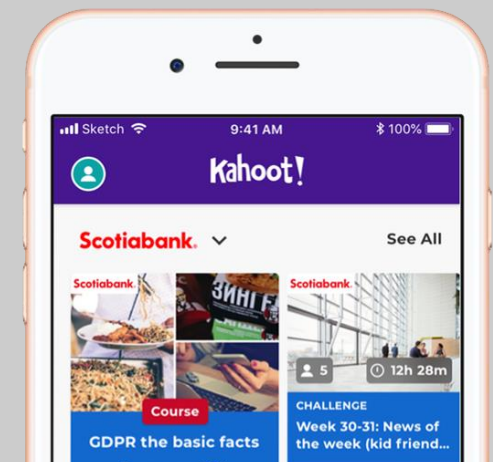 Sketch 9:41 AM 100%
Kahoot!
Scotiabank. See All
Scotiabank.
Scotiabank.
5 12h 28m
Course
GDPR the basic facts
CHALLENGE
Week 30-31: News of
the week (kid friend...